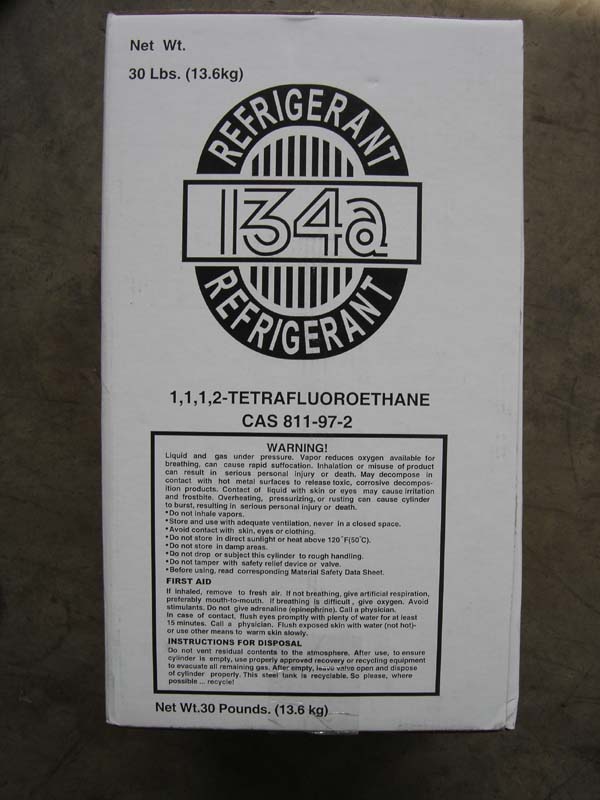 Net Wt.
30 Lbs. (13.6kg)
REFRIGERANT
134a
REFRIGERANT
1,1,1,2-TETRAFLUOROETHANE
CAS 811-97-2
WARNING!
Liquid and gas under pressure. Vapor reduces oxygen available for
breathing, can cause rapid suffocation. Inhalation or misuse of product
can result in serious personal injury or death. May decompose in
contact with hot metal surfaces to release toxic, corrosive decompos-
ition products. Contact of liquid with skin or eyes may cause irritation
and frostbite. Overheating, pressurizing, or rusting can cause cylinder
to burst, resulting in serious personal injury or death.
•Do not inhale vapors.
•Store and use with adequate ventilation, never in a closed space.
•Avoid contact with skin, eyes or clothing.
•Do not store in direct sunlight or heat above 120°F(50°C).
•Do not store in damp areas.
•Do not drop or subject this cylinder to rough handling.
•Do not tamper with safety relief device or valve.
•Before using, read corresponding Material Safety Data Sheet.
FIRST AID
If inhaled, remove to fresh air. If not breathing, give artificial respiration,
preferably mouth-to-mouth. If breathing is difficult, give oxygen. Avoid
stimulants. Do not give adrenaline (epinephrine). Call a physician.
In case of contact, flush eyes promptly with plenty of water for at least
15 minutes. Call a physician. Flush exposed skin with water (not hot)-
or use other means to warm skin slowly.
INSTRUCTIONS FOR DISPOSAL
Do not vent residual contents to the atmosphere. After use, to ensure
cylinder is empty, use properly approved recovery or recycling equipment
to evacuate all remaining gas. After empty, leave valve open and dispose
of cylinder properly. This steel tank is recyclable. So please, where
possible ... recycle!
Net Wt.30 Pounds. (13.6 kg)